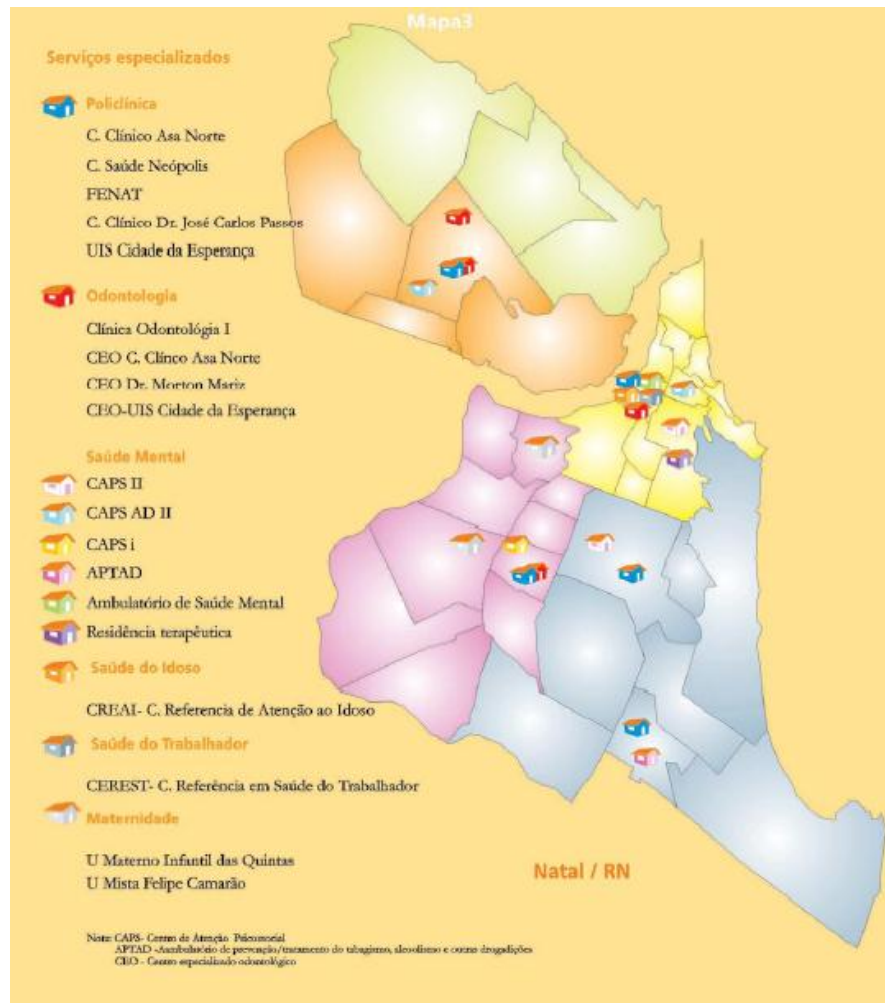 Mapa3
Serviços especializados
Policlínica
C. Clínico Asa Norte
C. Saúde Neópolis
FENAT
C. Clínico Dr. José Carlos Passos
UIS Cidade da Esperança
Odontologia
Clínica Odontológia I
CEO C. Clínco Asa Norte
CEO Dr. Morton Mariz
CEO-UIS Cidade da Esperança
Saúde Mental
CAPS II
CAPS AD II
CAPS i
APTAD
Ambulatório de Saúde Mental
Residência terapêutica
Saúde do Idoso
CREAI- C. Referencia de Atenção ao Idoso
Saúde do Trabalhador
CEREST- C. Referência em Saúde do Trabalhador
Maternidade
U Materno Infantil das Quintas
U Mista Felipe Camarão
Natal / RN
Nota: CAPS- Centro de Atenção
APTAD -Aambulatório de prevenção/tratamento do tabagismo, alcoolismo e outras drogadições
CEO - Centro especializado odontológico